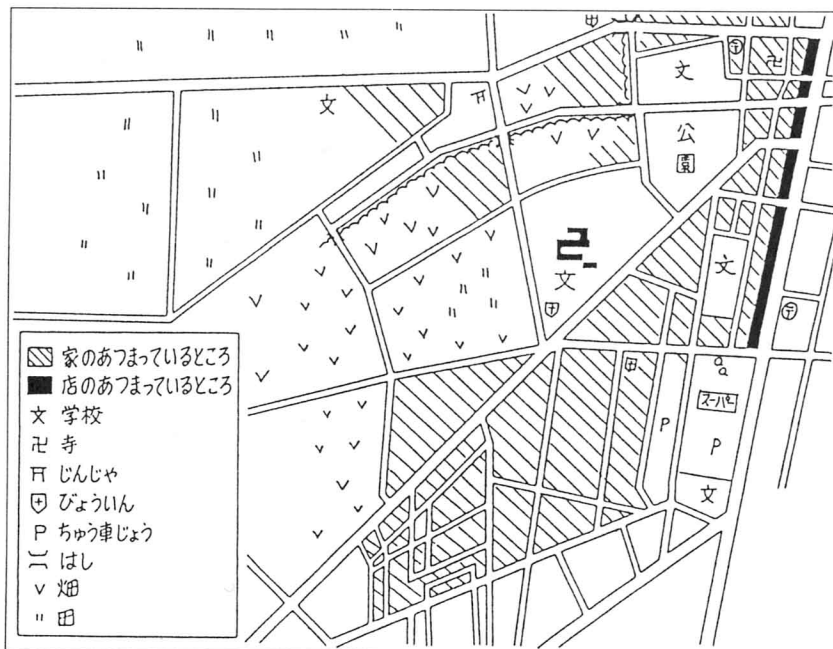 文
卍
文
公
園
文
文
スーパー
P
P
文
家のあつまっているところ
店のあつまっているところ
文 学校
卍 寺
じんじゃ
びょういん
P ちゅう車じょう
はし
畑
田